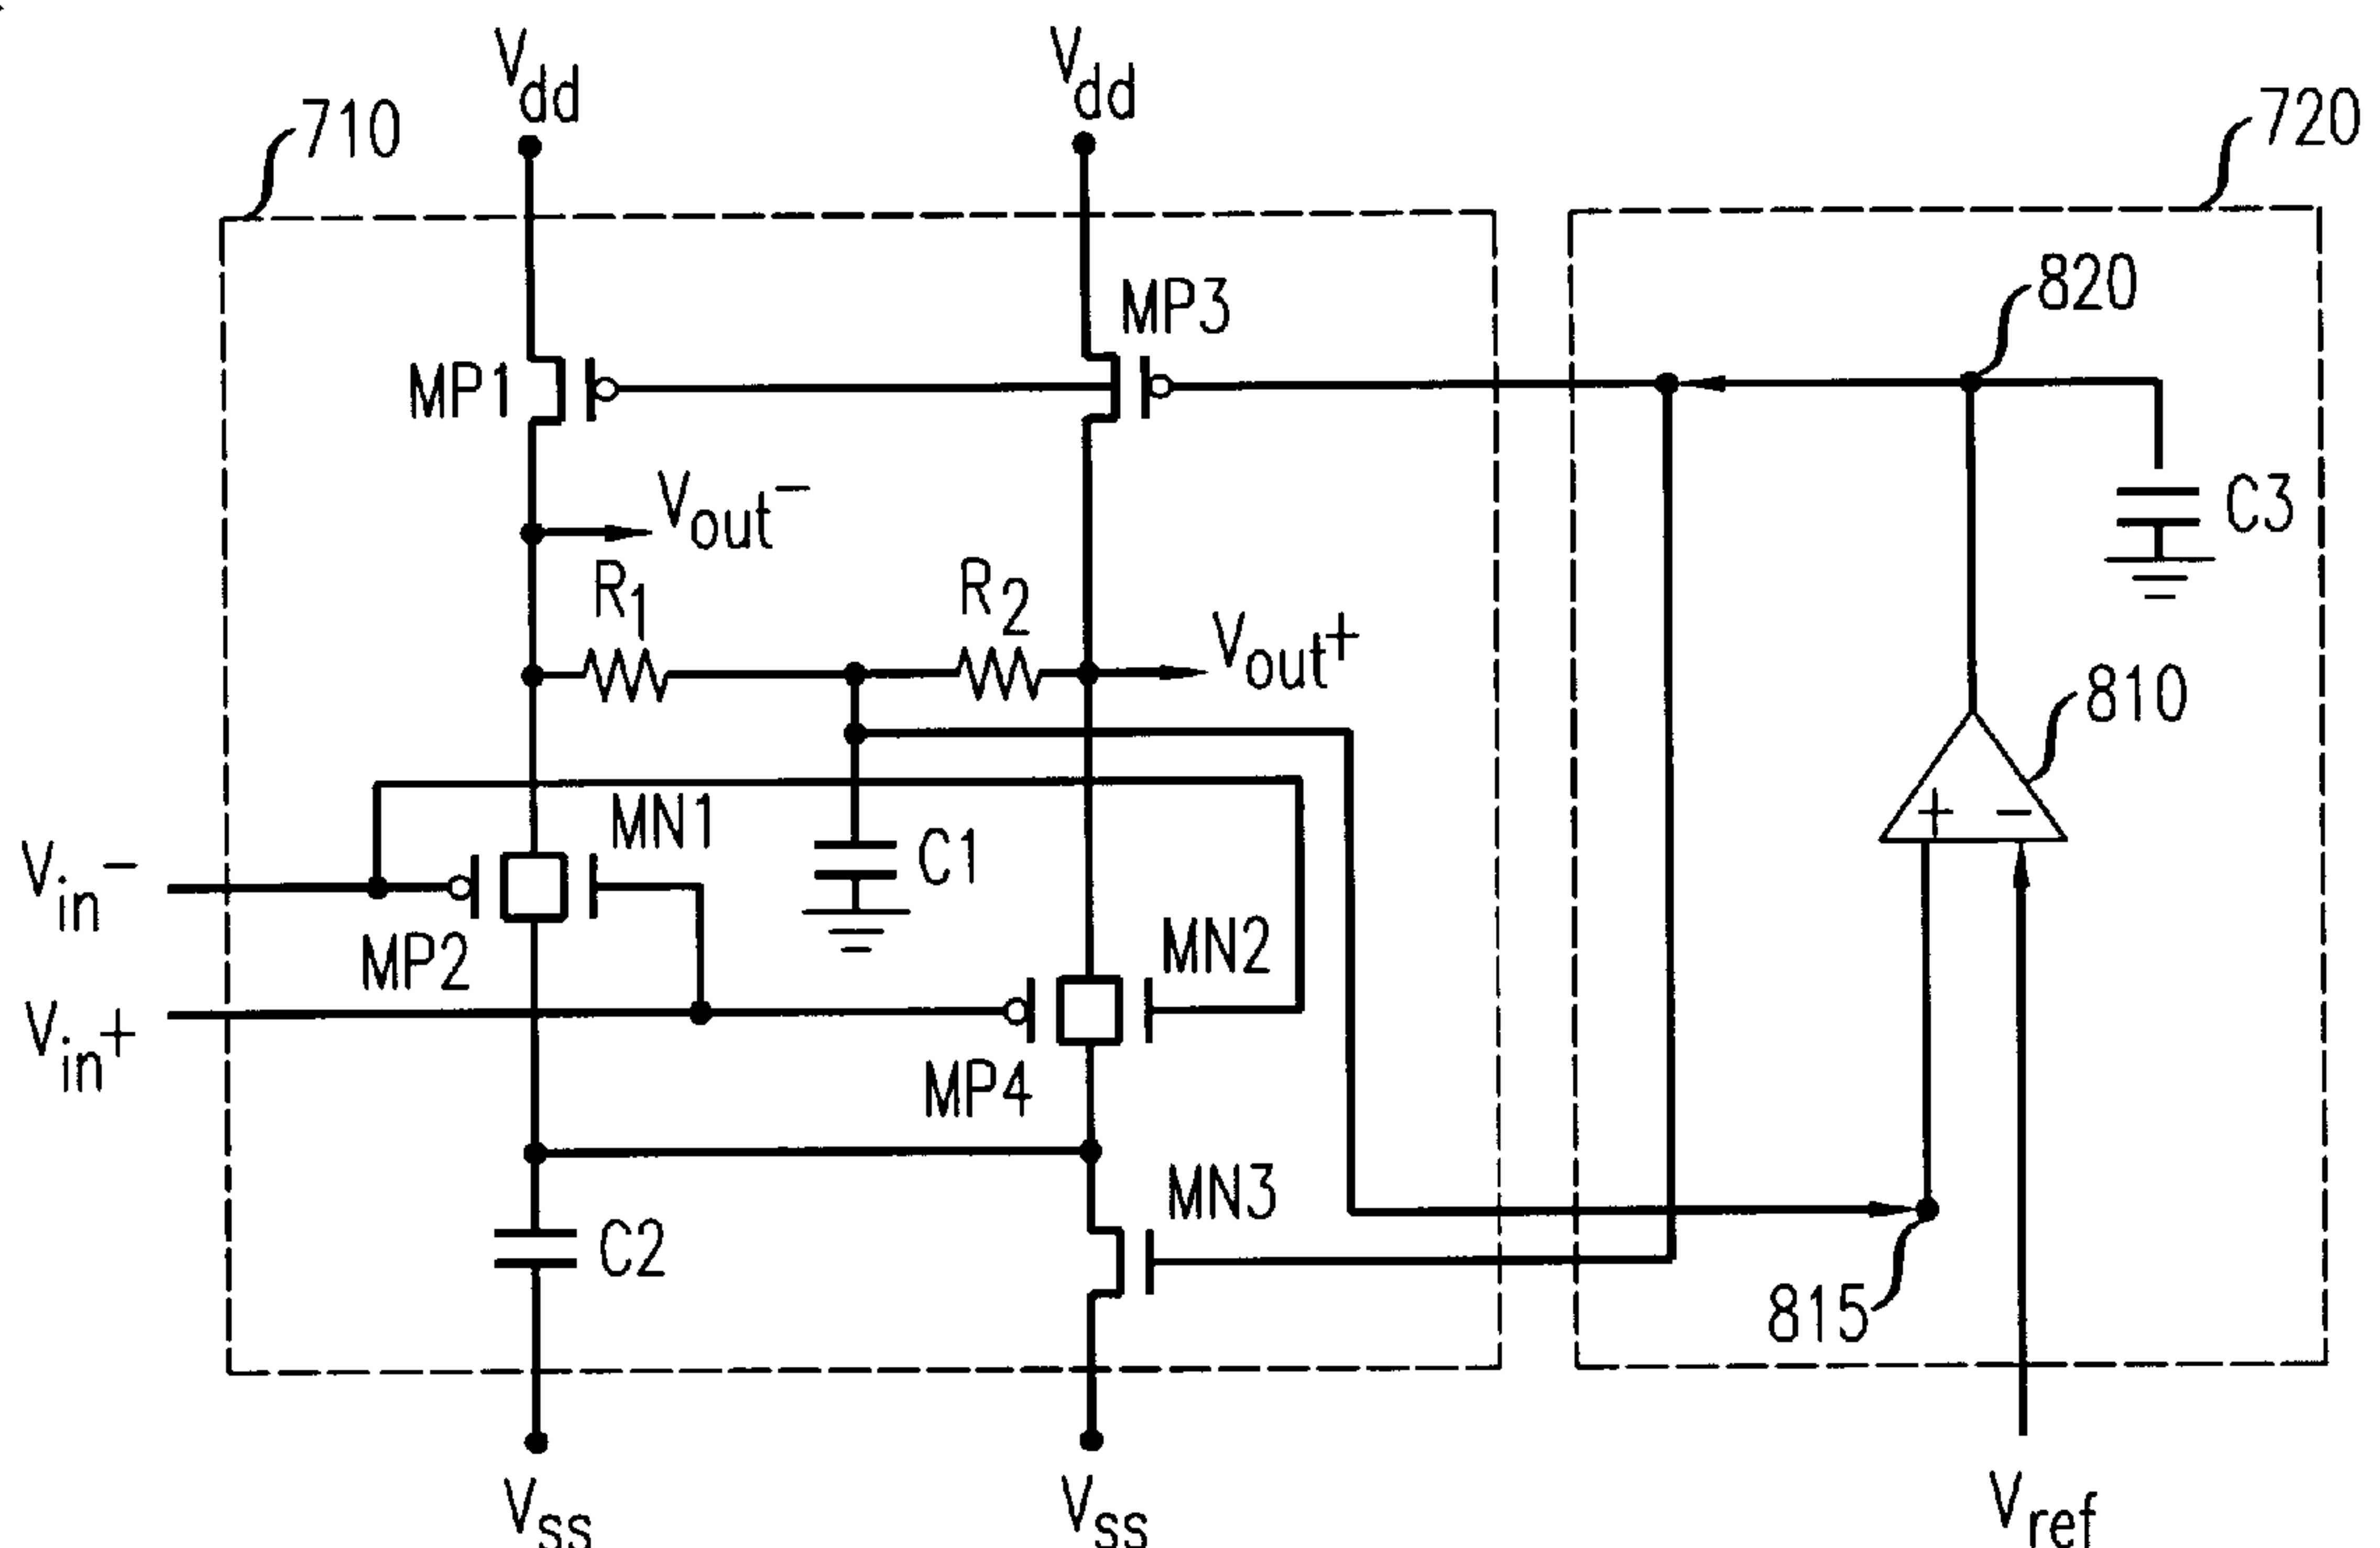 Vdd
Vdd
710
720
MP3
820
MP1
Vout-
C3
R1
R2
Vout+
810
MN1
+ -
Vin-
C1
MP2
MN2
Vin+
MP4
MN3
C2
815
Vss
Vss
Vref